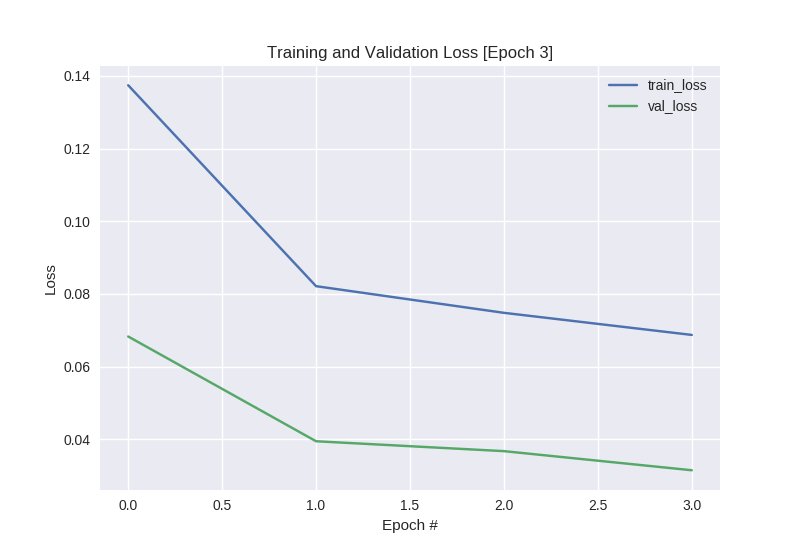 Training and Validation Loss [Epoch 3]
train_loss
val_loss
0.14
0.12
0.10
0.08
0.06
0.04
Loss
0.0 0.5 1.0 1.5 2.0 2.5 3.0
Epoch #